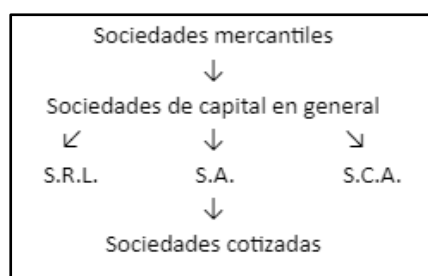 Sociedades mercantiles
↓
Sociedades de capital en general
↙ ↓ ↘
S.R.L. S.A. S.C.A.
↓
Sociedades cotizadas